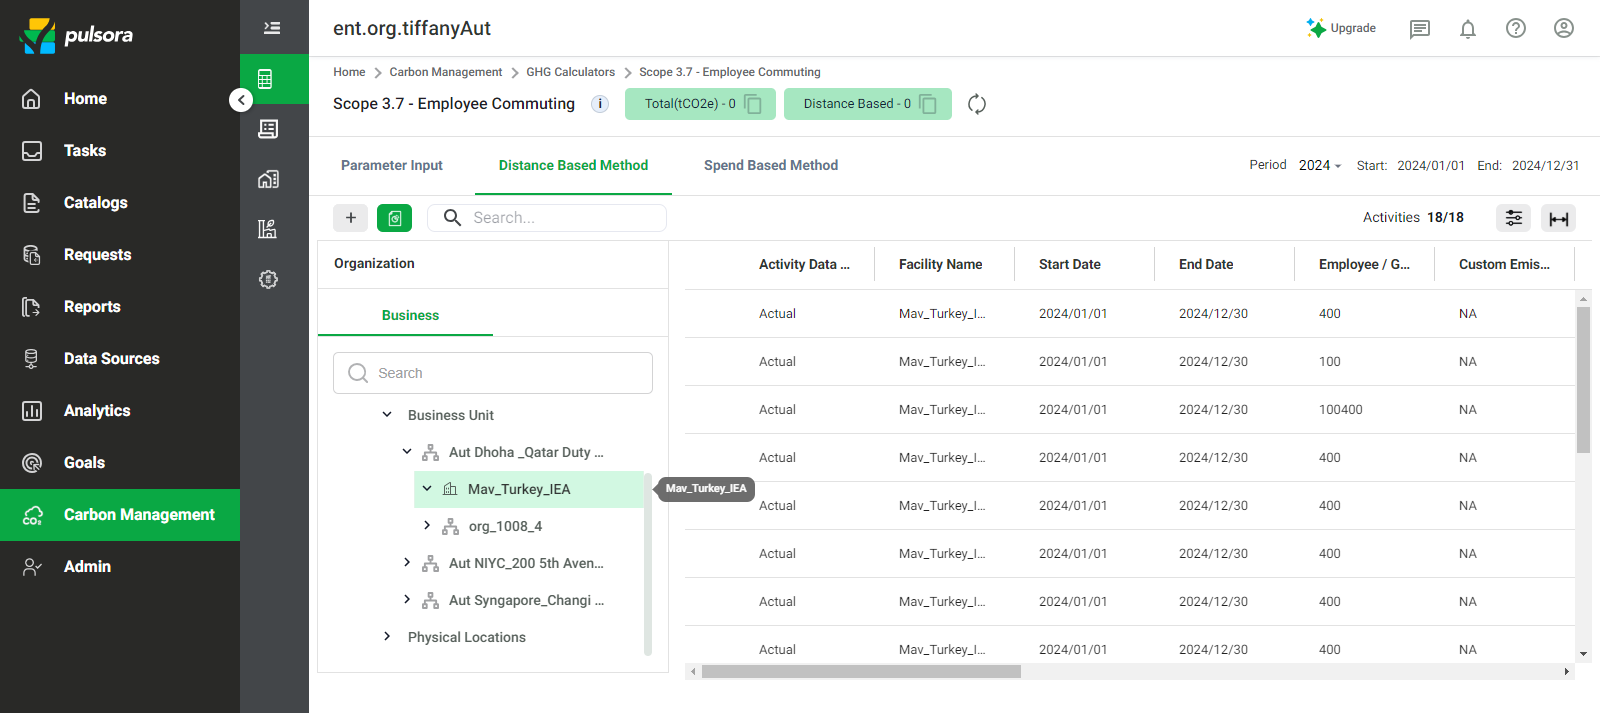 pulsora
Home
Tasks
Catalogs
Requests
Reports
Data Sources
Analytics
Goals
Carbon Management
Admin
ent.org.tiffanyAut
Upgrade
Home > Carbon Management > GHG Calculators > Scope 3.7 - Employee Commuting
Scope 3.7 - Employee Commuting i Total(tCO2e) - 0 Distance Based - 0
Parameter Input Distance Based Method Spend Based Method
Period 2024 Start: 2024/01/01 End: 2024/12/31
+ Search... Activities 18/18
Organization
Business
Search
Business Unit
Aut Dhoha _Qatar Duty ...
Mav_Turkey_IEA
org_1008_4
Aut NIYC_200 5th Aven...
Aut Syngapore_Changi ...
Physical Locations
Mav_Turkey_IEA
Activity Data ... Facility Name Start Date End Date Employee / G... Custom Emis...
Actual Mav_Turkey_I... 2024/01/01 2024/12/30 400 NA
Actual Mav_Turkey_I... 2024/01/01 2024/12/30 100 NA
Actual Mav_Turkey_I... 2024/01/01 2024/12/30 100400 NA
Actual Mav_Turkey_I... 2024/01/01 2024/12/30 400 NA
Actual Mav_Turkey_I... 2024/01/01 2024/12/30 400 NA
Actual Mav_Turkey_I... 2024/01/01 2024/12/30 400 NA
Actual Mav_Turkey_I... 2024/01/01 2024/12/30 400 NA
Actual Mav_Turkey_I... 2024/01/01 2024/12/30 400 NA